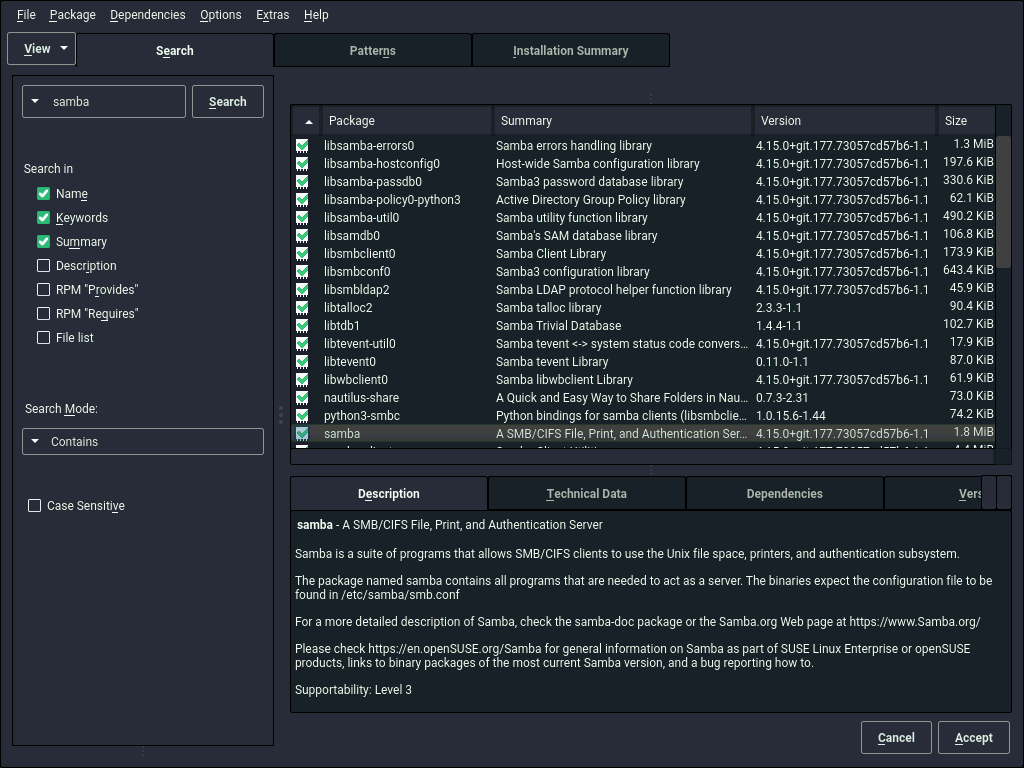 File Package Dependencies Options Extras Help
View Search Patterns Installation Summary
samba Search
Search in
Name
Keywords
Summary
Description
RPM "Provides"
RPM "Requires"
File list
Search Mode:
Contains
Case Sensitive
Package Summary Version Size
libsamba-errors0 Samba errors handling library 4.15.0+git.177.73057cd57b6-1.1 1.3 MiB
libsamba-hostconfig0 Host-wide Samba configuration library 4.15.0+git.177.73057cd57b6-1.1 197.6 KiB
libsamba-passdb0 Samba3 password database library 4.15.0+git.177.73057cd57b6-1.1 330.6 KiB
libsamba-policy0-python3 Active Directory Group Policy library 4.15.0+git.177.73057cd57b6-1.1 62.1 KiB
libsamba-util0 Samba utility function library 4.15.0+git.177.73057cd57b6-1.1 490.2 KiB
libsamdb0 Samba's SAM database library 4.15.0+git.177.73057cd57b6-1.1 106.8 KiB
libsmbclient0 Samba Client Library 4.15.0+git.177.73057cd57b6-1.1 173.9 KiB
libsmbconf0 Samba3 configuration library 4.15.0+git.177.73057cd57b6-1.1 643.4 KiB
libsmbldap2 Samba LDAP protocol helper function library 4.15.0+git.177.73057cd57b6-1.1 45.9 KiB
libtalloc2 Samba talloc library 2.3.3-1.1 90.4 KiB
libtdb1 Samba Trivial Database 1.4.4-1.1 102.7 KiB
libtevent-util0 Samba tevent <-> system status code convers... 4.15.0+git.177.73057cd57b6-1.1 17.9 KiB
libtevent0 Samba tevent Library 0.11.0-1.1 87.0 KiB
libwbclient0 Samba libwbclient Library 4.15.0+git.177.73057cd57b6-1.1 61.9 KiB
nautilus-share A Quick and Easy Way to Share Folders in Nau... 0.7.3-2.31 73.0 KiB
python3-smbc Python bindings for samba clients (libsmbclie... 1.0.15.6-1.44 74.2 KiB
samba A SMB/CIFS File, Print, and Authentication Ser... 4.15.0+git.177.73057cd57b6-1.1 1.8 MiB
Description Technical Data Dependencies Vers
samba - A SMB/CIFS File, Print, and Authentication Server
Samba is a suite of programs that allows SMB/CIFS clients to use the Unix file space, printers, and authentication subsystem.
The package named samba contains all programs that are needed to act as a server. The binaries expect the configuration file to be
found in /etc/samba/smb.conf
For a more detailed description of Samba, check the samba-doc package or the Samba.org Web page at https://www.Samba.org/
Please check https://en.openSUSE.org/Samba for general information on Samba as part of SUSE Linux Enterprise or openSUSE
products, links to binary packages of the most current Samba version, and a bug reporting how to.
Supportability: Level 3
Cancel Accept